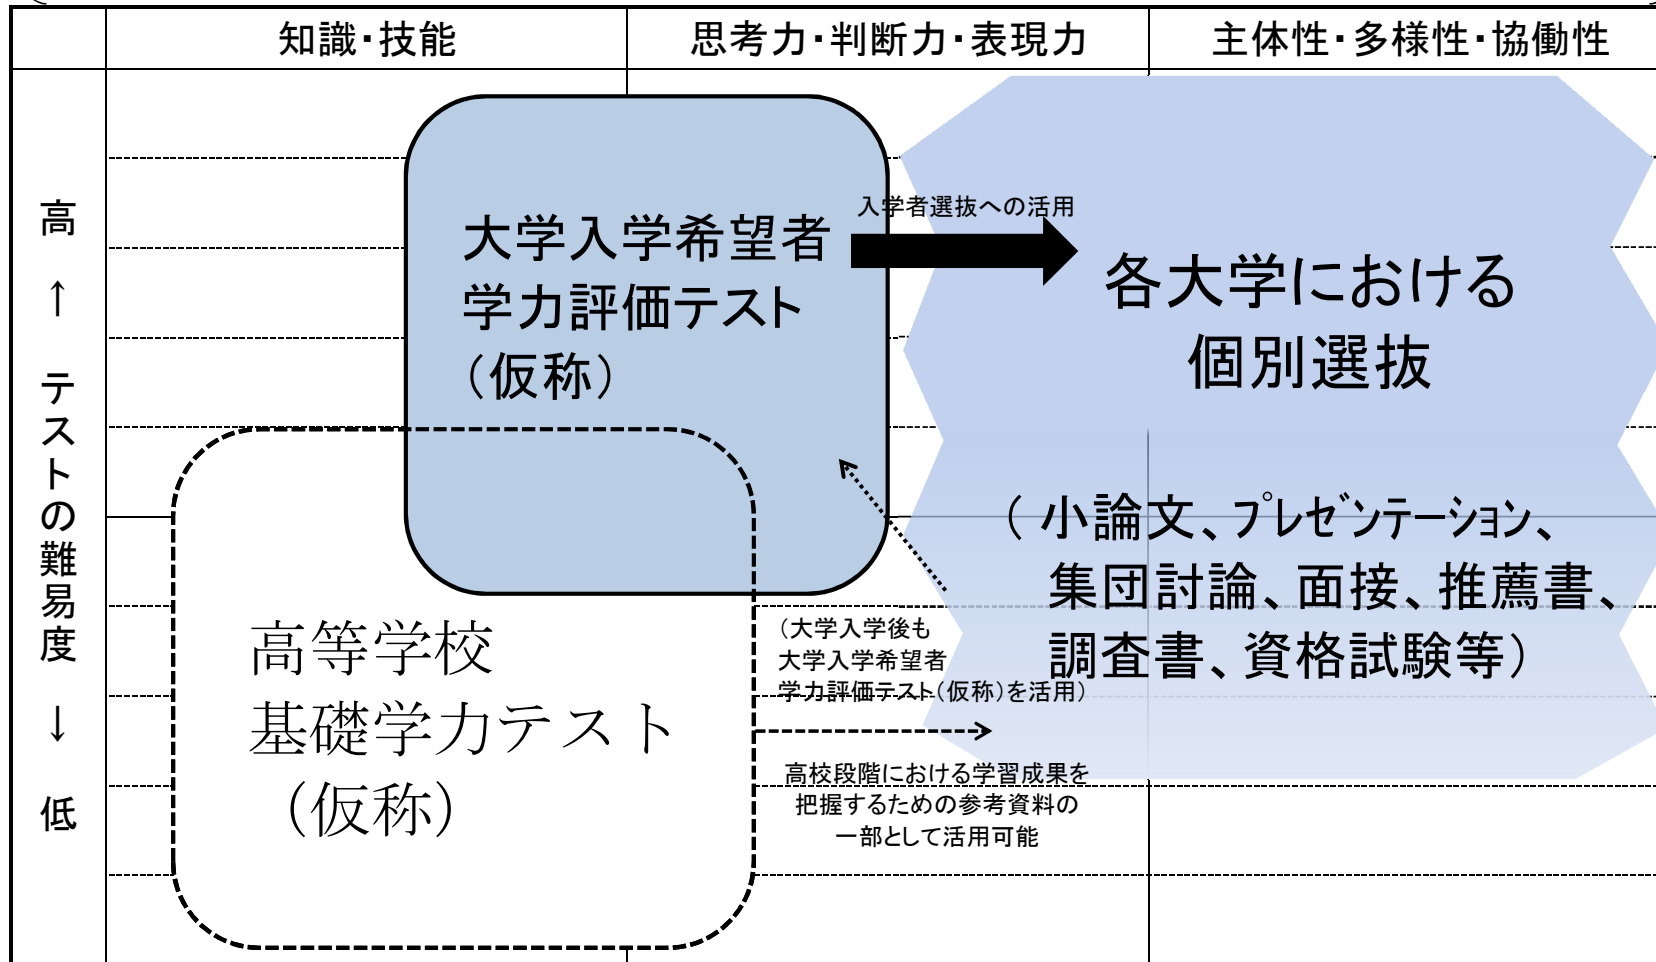 知識・技能
思考力・判断力・表現力
主体性・多様性・協働性
高 ↑ テストの難易度 ↓ 低
大学入学希望者
学力評価テスト
（仮称）
入学者選抜への活用
各大学における
個別選抜
（小論文、プレゼンテーション、
集団討論、面接、推薦書、
調査書、資格試験等）
高等学校
基礎学力テスト
（仮称）
（大学入学後も
大学入学希望者
学力評価テスト（仮称）を活用）
高校段階における学習成果を
把握するための参考資料の
一部として活用可能